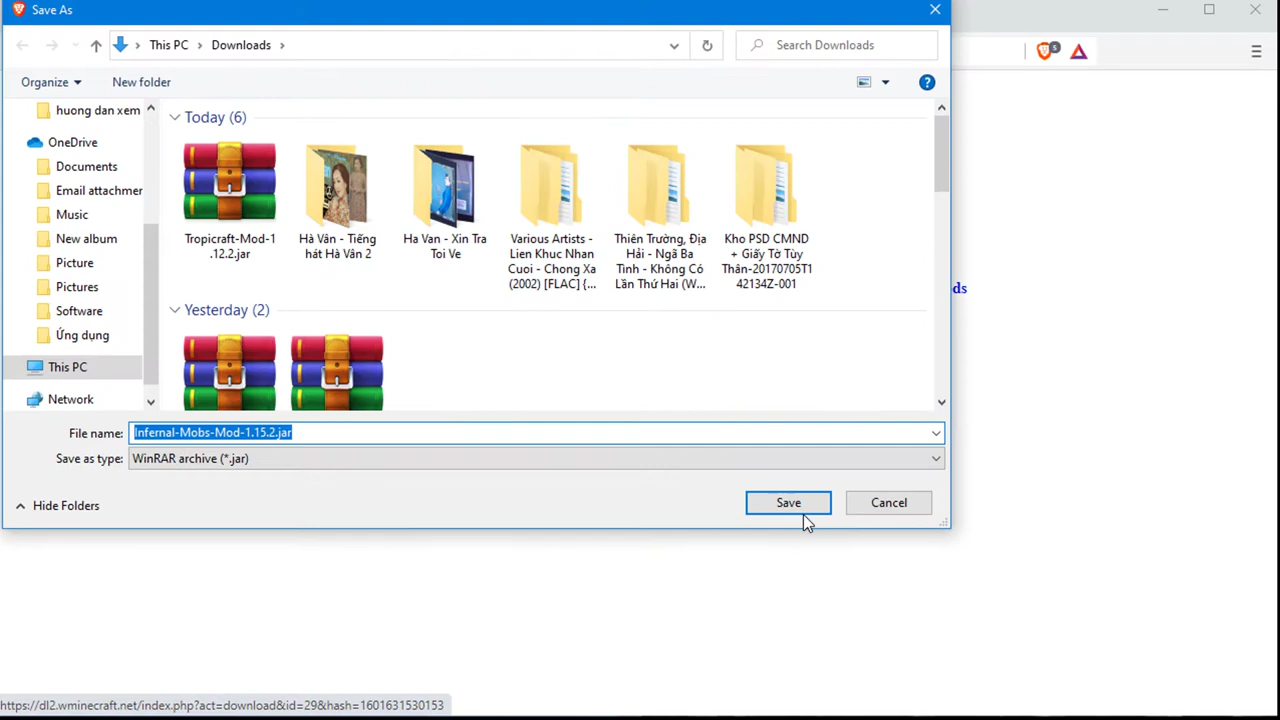 Save As
This PC
Downloads
Search Downloads
5
Organize
New folder
?
huong dan xem
OneDrive
Documents
Email attachmer
Music
New album
Picture
Pictures
Software
Ứng dụng
This PC
Network
Today (6)
Tropicraft-Mod-1
.12.2.jar
Hà Vân - Tiếng
hát Hà Vân 2
Ha Van - Xin Tra
Toi Ve
Various Artists -
Lien Khuc Nhan
Cuoi - Chong Xa
(2002) [FLAC] {...
Thiên Trường, Địa
Hải - Ngã Ba
Tình - Không Có
Lần Thứ Hai (W...
Kho PSD CMND
+ Giấy Tờ Tùy
Thân-20170705T1
42134Z-001
Yesterday (2)
ds
File name:
Infernal-Mobs-Mod-1.15.2.jar
Save as type:
WinRAR archive (*.jar)
Hide Folders
Save
Cancel
https://dl2.wminecraft.net/index.php?act=download&id=29&hash=1601631530153